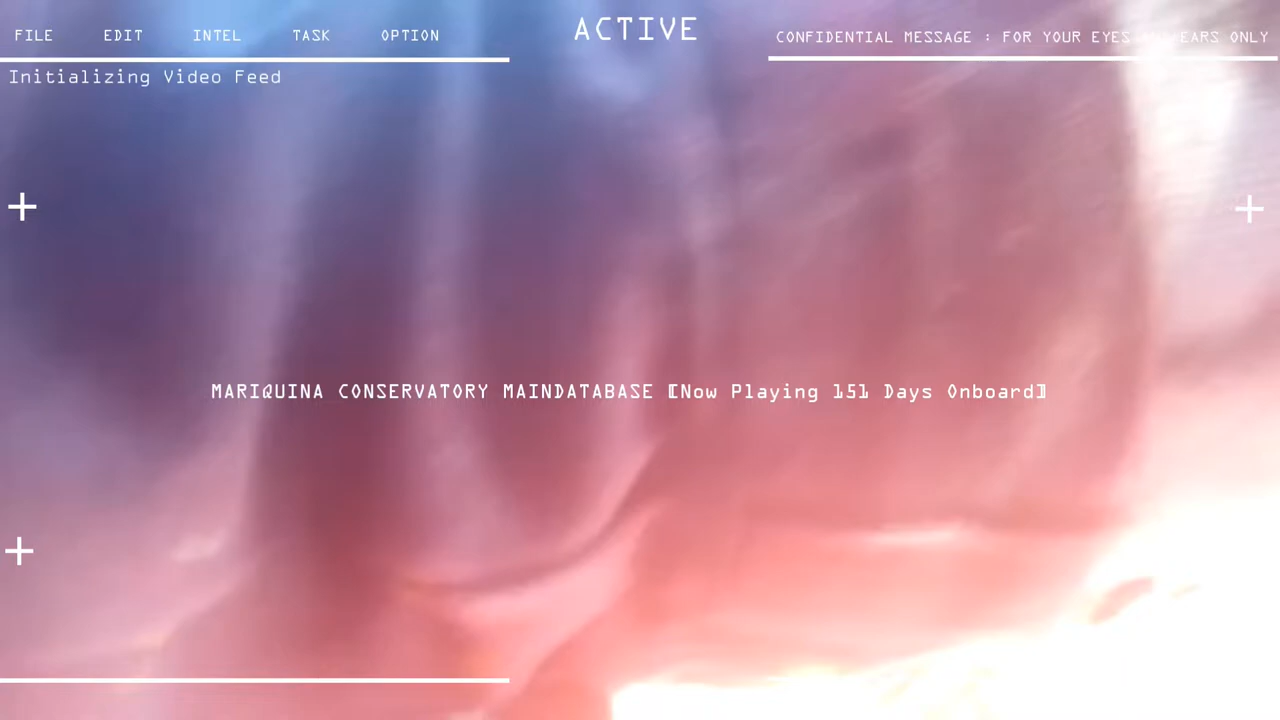 FILE EDIT INTEL TASK OPTION
ACTIVE
CONFIDENTIAL MESSAGE : FOR YOUR EYES EARS ONLY
Initializing Video Feed
MARIQUINA CONSERVATORY MAINDATABASE [Now Playing 151 Days Onboard]